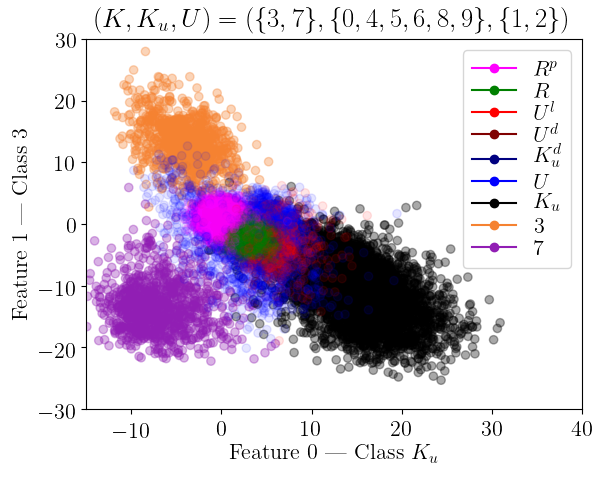 (K, K_u, U) = ({3, 7}, {0, 4, 5, 6, 8, 9}, {1, 2})
30
20
10
0
−10
−20
−30
Feature 1 — Class 3
R^p
R
U^l
U^d
K_u^d
U
K_u
3
7
−10
0
10
20
30
40
Feature 0 — Class K_u